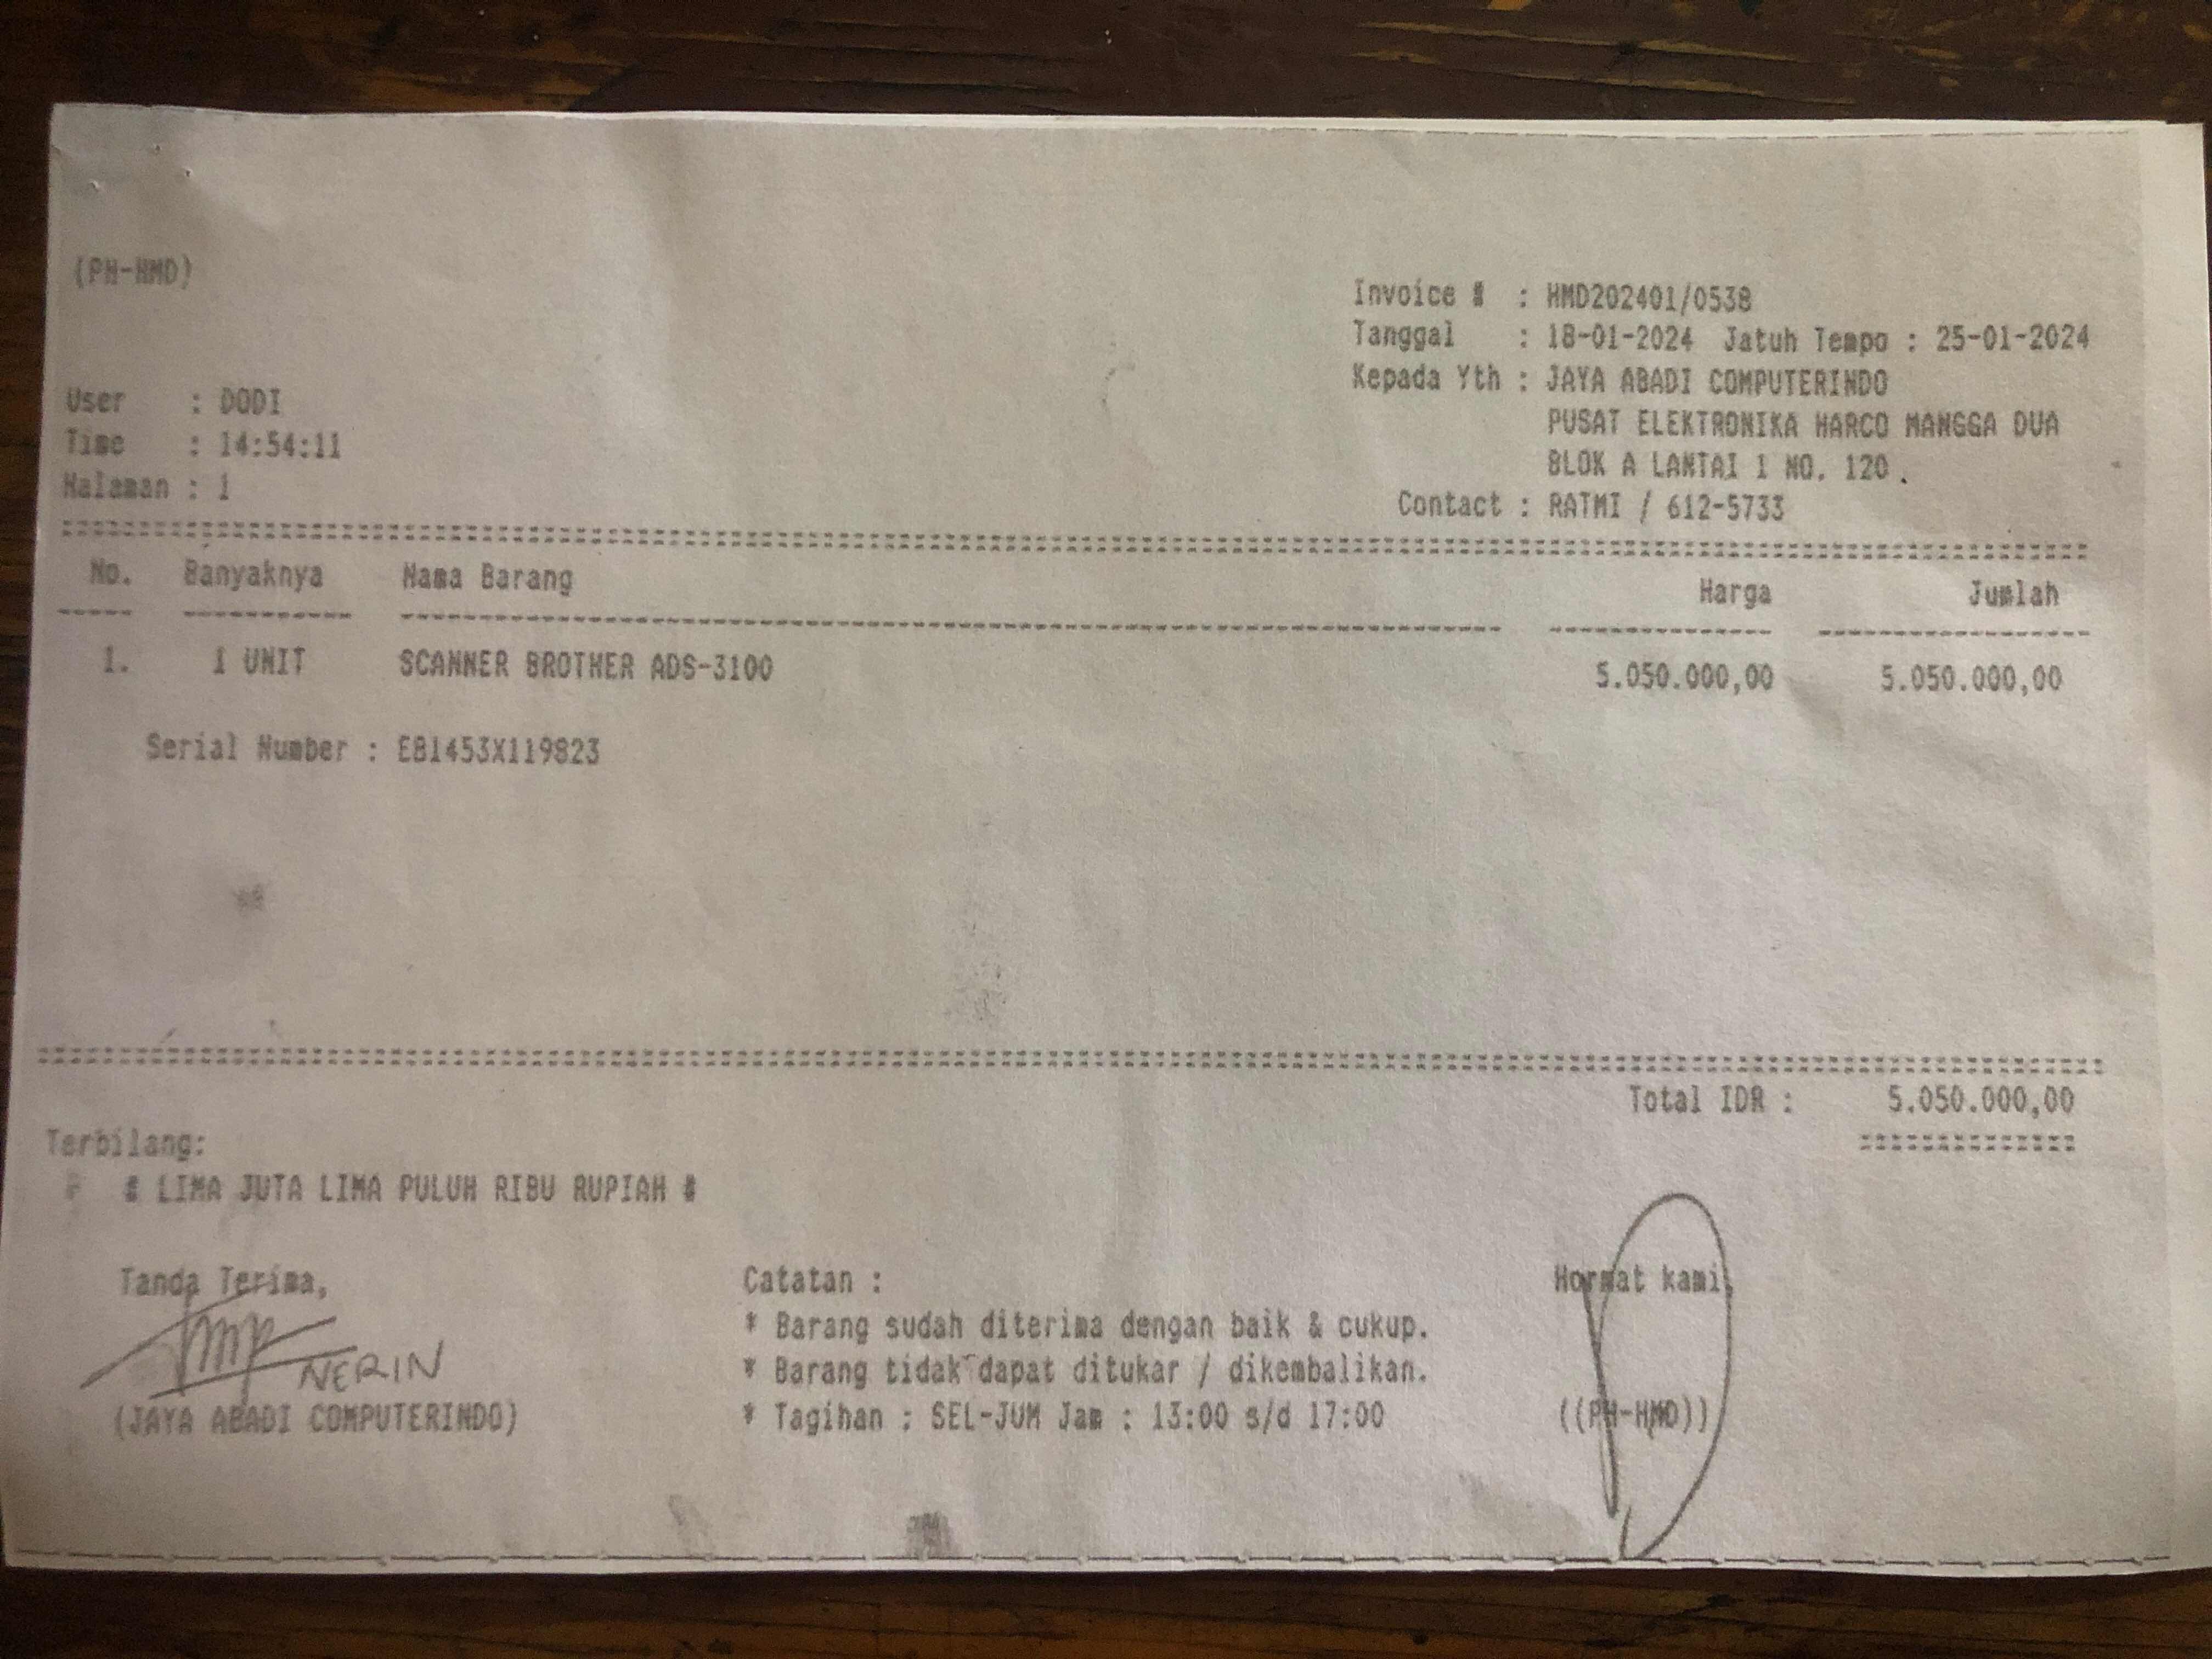 (PH-HMD)
Invoice # : HMD202401/0538
Tanggal : 18-01-2024 Jatuh Tempo : 25-01-2024
Kepada Yth : JAYA ABADI COMPUTERINDO
PUSAT ELEKTRONIKA HARCO MANGGA DUA
BLOK A LANTAI 1 NO. 120.
Contact : RATMI / 612-5733
User : DODI
Time : 14:54:11
Halaman : 1
No. Banyaknya Nama Barang Harga Jumlah
1. 1 UNIT SCANNER BROTHER ADS-3100 5.050.000,00 5.050.000,00
Serial Number : E81453X119823
Total IDR : 5.050.000,00
Terbilang:
# LIMA JUTA LIMA PULUH RIBU RUPIAH #
Tanda Terima,
NERIN
(JAYA ABADI COMPUTERINDO)
Catatan :
* Barang sudah diterima dengan baik & cukup.
* Barang tidak dapat ditukar / dikembalikan.
* Tagihan : SEL-JUM Jam : 13:00 s/d 17:00
Hormat kami,
((PH-HMD))